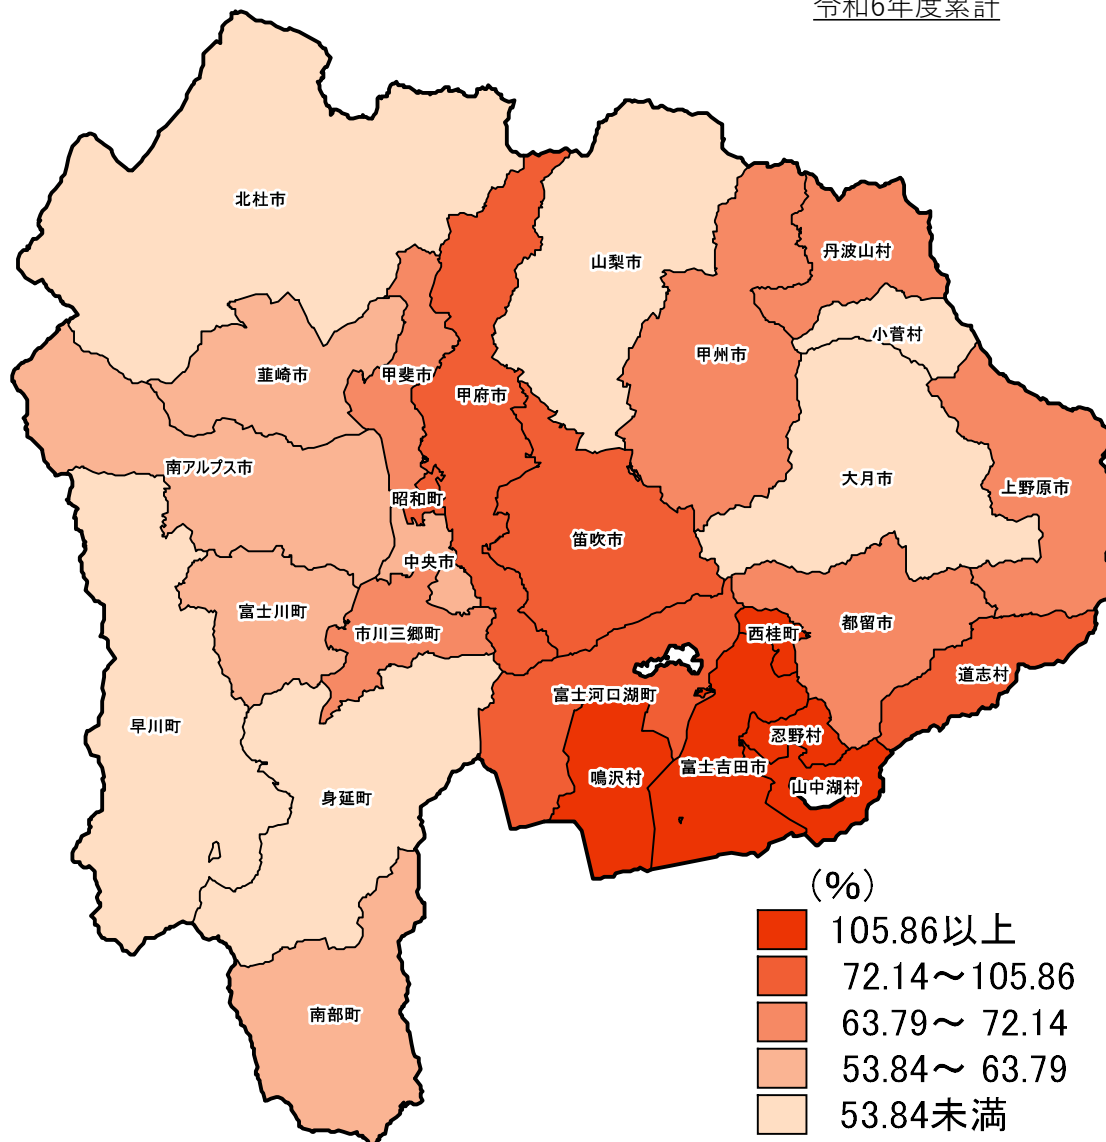 令和6年度累計
北杜市
山梨市
丹波山村
小菅村
甲州市
韮崎市
甲斐市
甲府市
南アルプス市
大月市
上野原市
昭和町
笛吹市
中央市
富士川町
市川三郷町
西桂町
都留市
道志村
富士河口湖町
早川町
忍野村
鳴沢村
富士吉田市
山中湖村
身延町
南部町
(%)
105.86以上
72.14～105.86
63.79～ 72.14
53.84～ 63.79
53.84未満